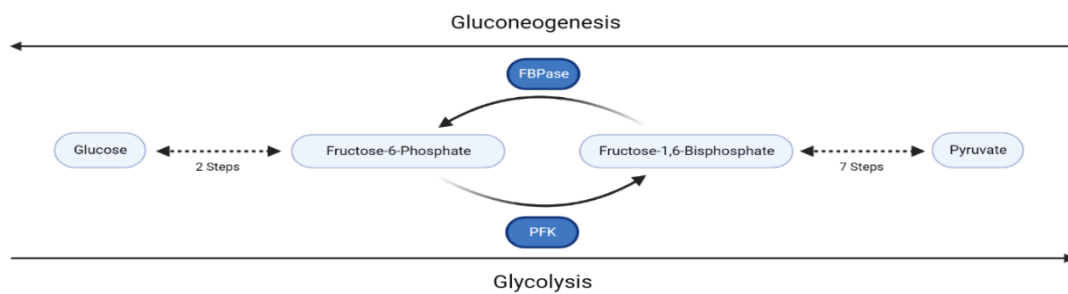 Gluconeogenesis
FBPase
Glucose
2 Steps
Fructose-6-Phosphate
Fructose-1,6-Bisphosphate
7 Steps
Pyruvate
PFK
Glycolysis